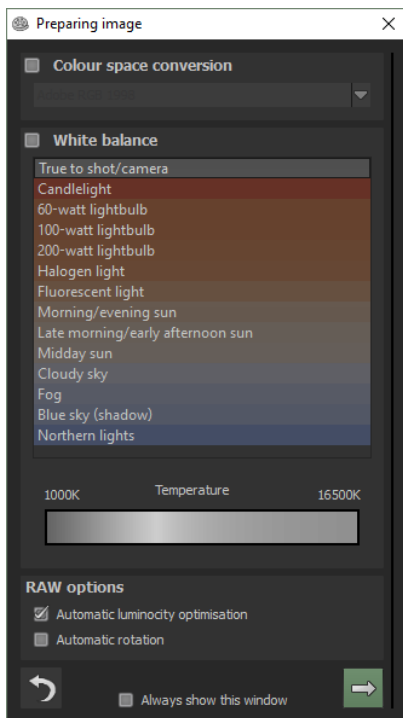 Preparing image
Colour space conversion
Adobe RGB 1998
White balance
True to shot/camera
Candlelight
60-watt lightbulb
100-watt lightbulb
200-watt lightbulb
Halogen light
Fluorescent light
Morning/evening sun
Late morning/early afternoon sun
Midday sun
Cloudy sky
Fog
Blue sky (shadow)
Northern lights
1000K Temperature 16500K
RAW options
Automatic luminocity optimisation
Automatic rotation
Always show this window